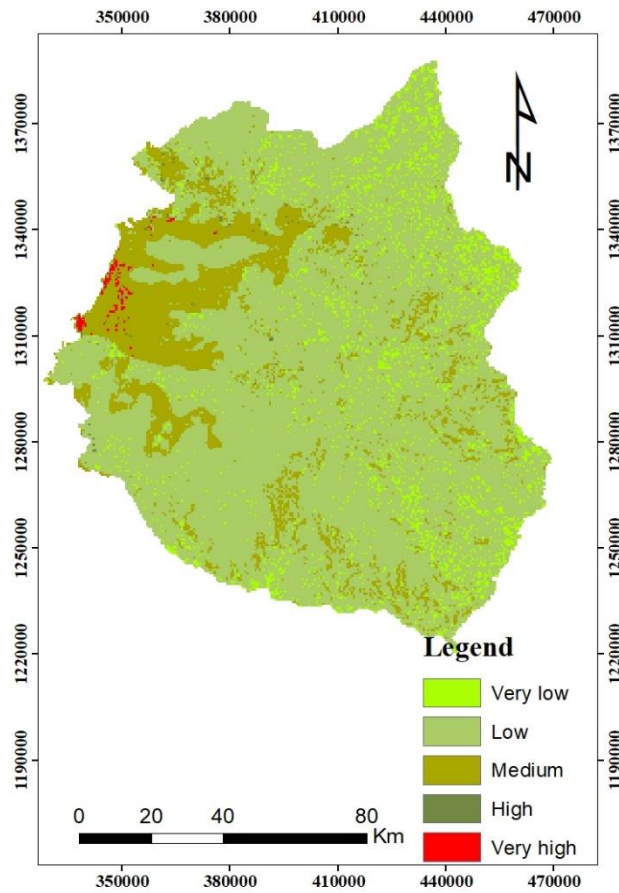 350000 380000 410000 440000 470000
1370000 1370000
1340000 1340000
1310000 1310000
1280000 1280000
1250000 1250000
1220000 1220000
1190000 1190000
N
Legend
Very low
Low
Medium
High
Very high
0 20 40 80
Km
350000 380000 410000 440000 470000